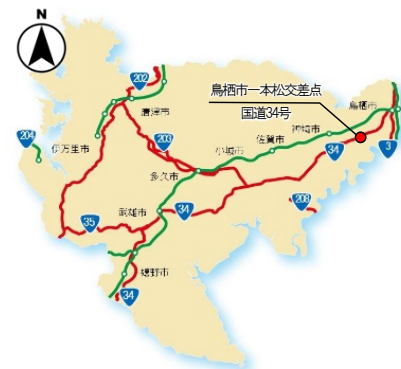 N
202
鳥栖市一本松交差点
国道34号
唐津市
鳥栖市
204
伊万里市
203
神埼市
佐賀市
小城市
34
3
多久市
武雄市
34
208
35
嬉野市
34